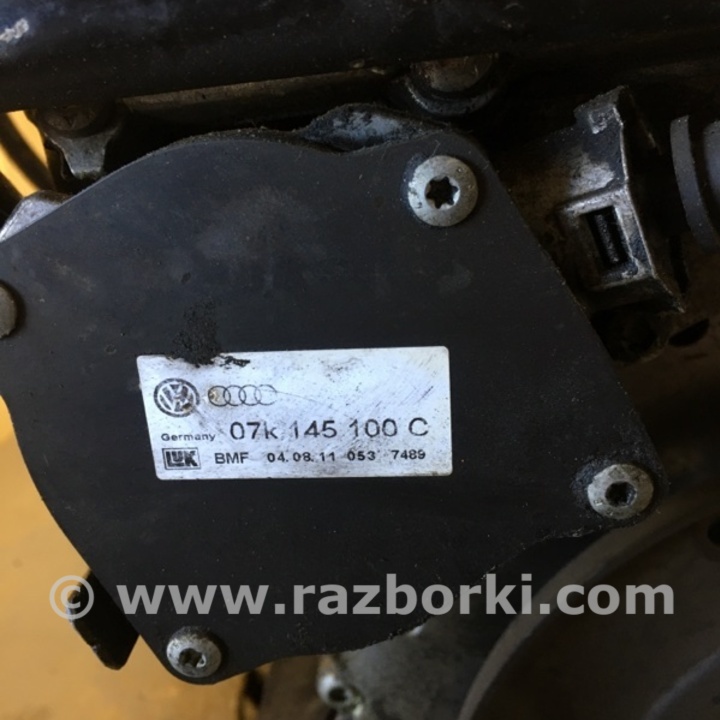 Germany 07k 145 100 C
LUK BMF 04.08.11 053 7489
© www.razborki.com